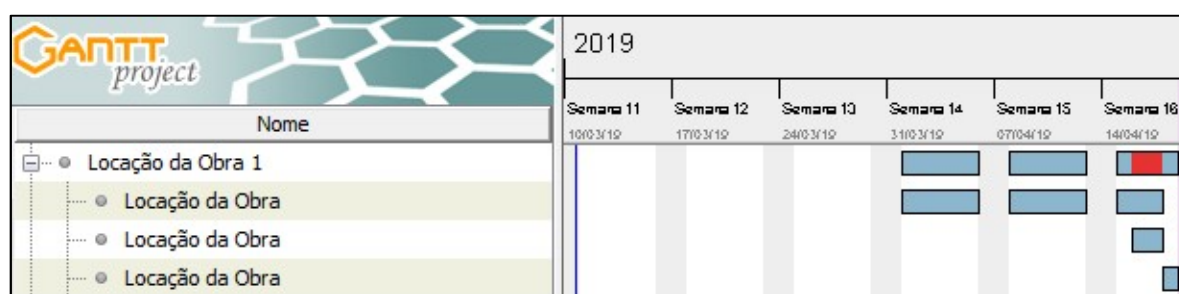 GANTT
project
2019
Semana 11 Semana 12 Semana 13 Semana 14 Semana 15 Semana 16
10/03/19 17/03/19 24/03/19 31/03/19 07/04/19 14/04/19
Nome
Locação da Obra 1
Locação da Obra
Locação da Obra
Locação da Obra